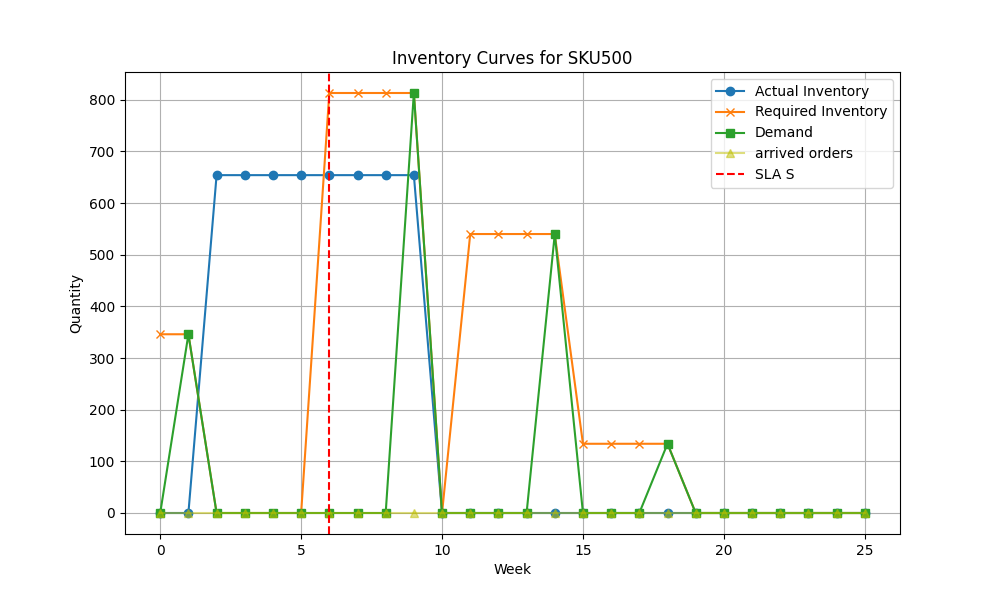 Inventory Curves for SKU500
Actual Inventory
Required Inventory
Demand
arrived orders
SLA S
Quantity
800
700
600
500
400
300
200
100
0
0 5 10 15 20 25
Week